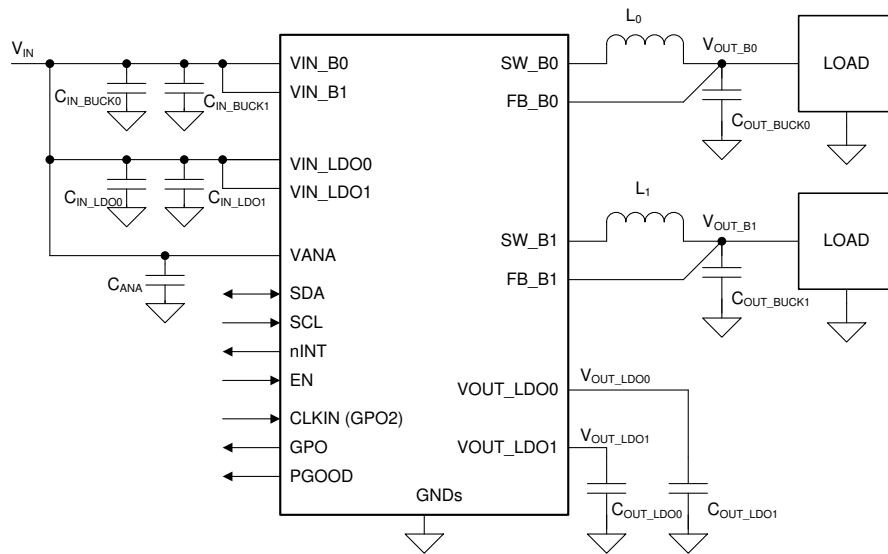 L0
VIN
VOUT_B0
VIN_B0
SW_B0
LOAD
CIN_BUCK0
CIN_BUCK1
VIN_B1
FB_B0
COUT_BUCK0
VIN_LDO0
CIN_LDO0
CIN_LDO1
VIN_LDO1
L1
VOUT_B1
SW_B1
LOAD
VANA
FB_B1
CANA
COUT_BUCK1
SDA
SCL
nINT
EN
VOUT_LDO0
VOUT_LDO0
CLKIN (GPO2)
GPO
VOUT_LDO1
VOUT_LDO1
PGOOD
GNDs
COUT_LDO0
COUT_LDO1